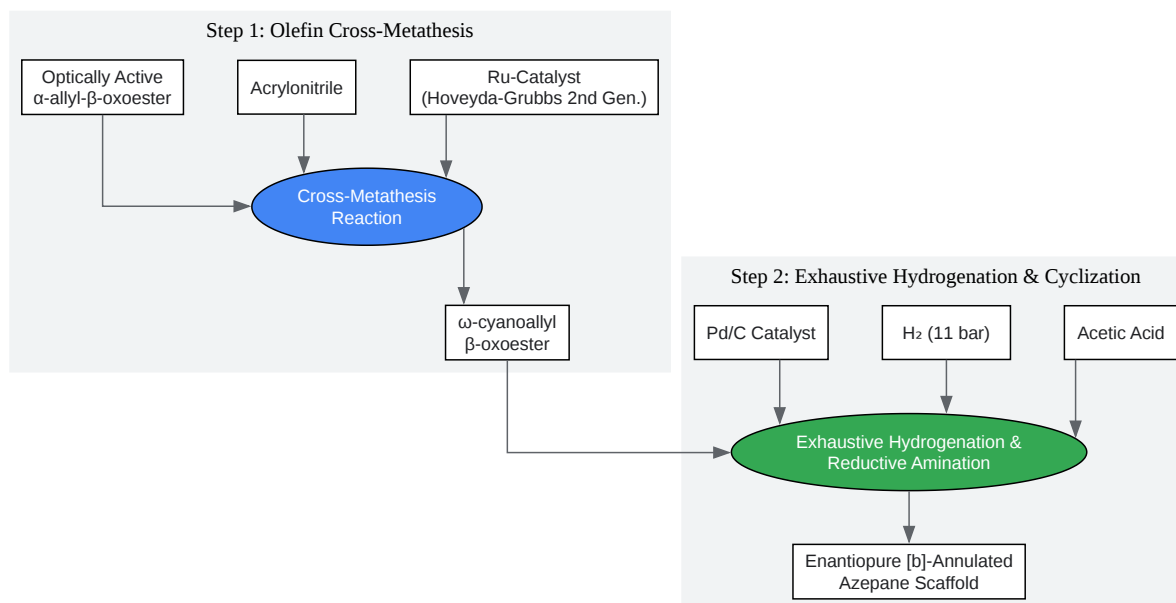 Step 1: Olefin Cross-Metathesis
Optically Active
α-allyl-β-oxoester
Acrylonitrile
Ru-Catalyst
(Hoveyda-Grubbs 2nd Gen.)
Cross-Metathesis
Reaction
ω-cyanoallyl
β-oxoester
Step 2: Exhaustive Hydrogenation & Cyclization
Pd/C Catalyst
H₂ (11 bar)
Acetic Acid
Exhaustive Hydrogenation &
Reductive Amination
Enantiopure [b]-Annulated
Azepane Scaffold